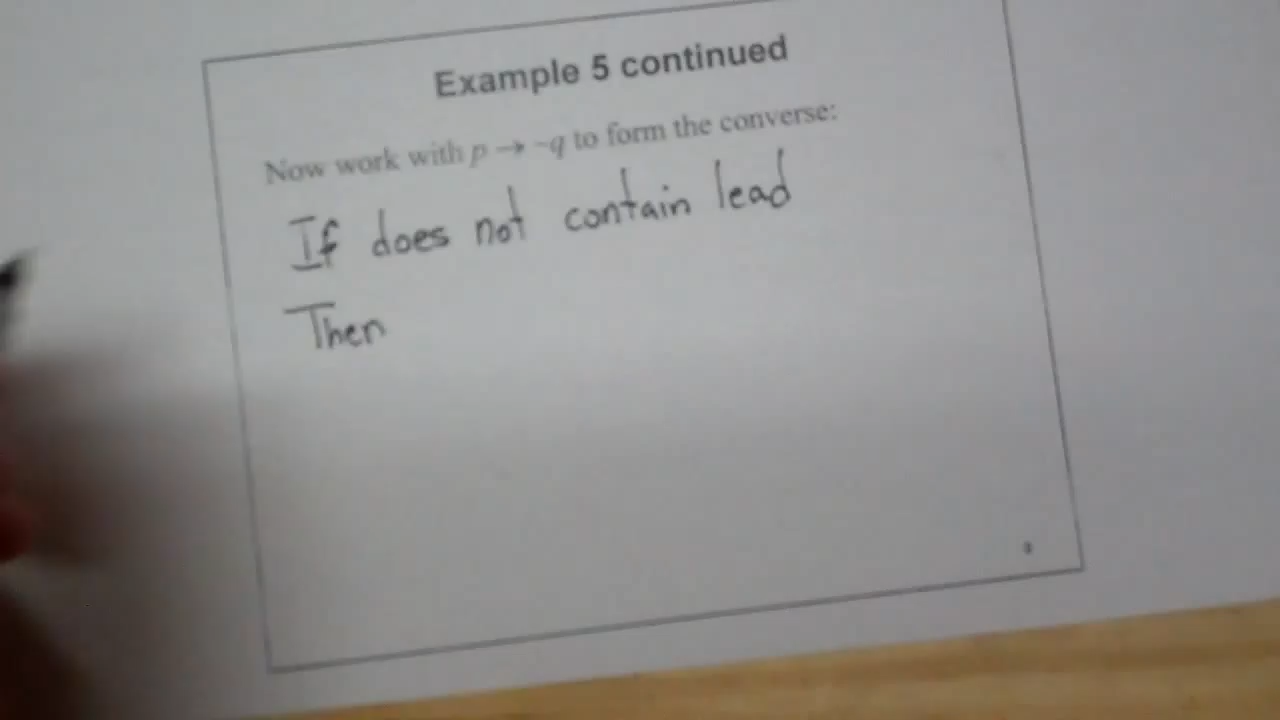 Example 5 continued
Now work with p → ~q to form the converse:
If does not contain lead
Then